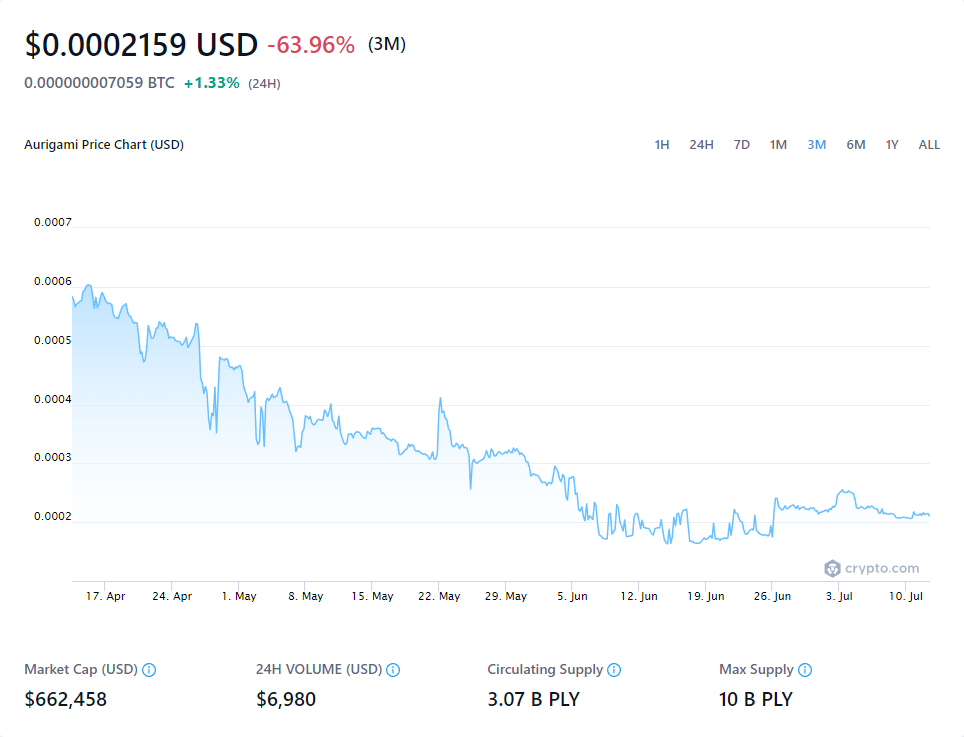 $0.0002159 USD -63.96% (3M)
0.000000007059 BTC +1.33% (24H)
Aurigami Price Chart (USD) 1H 24H 7D 1M 3M 6M 1Y ALL
0.0007
0.0006
0.0005
0.0004
0.0003
0.0002
crypto.com
17. Apr 24. Apr 1. May 8. May 15. May 22. May 29. May 5. Jun 12. Jun 19. Jun 26. Jun 3. Jul 10. Jul
Market Cap (USD) 24H VOLUME (USD) Circulating Supply Max Supply
$662,458 $6,980 3.07 B PLY 10 B PLY